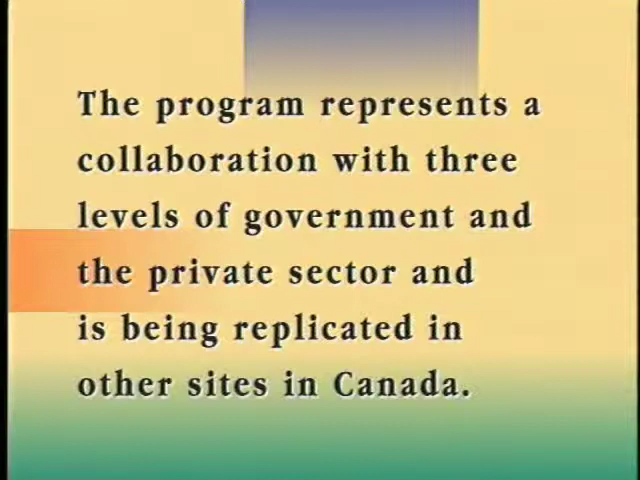 The program represents a
collaboration with three
levels of government and
the private sector and
is being replicated in
other sites in Canada.